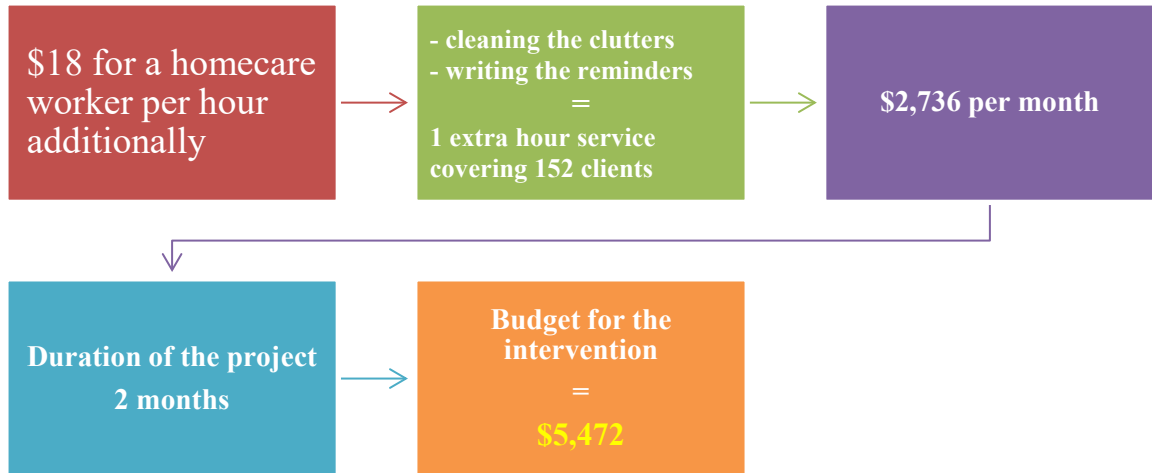 $18 for a homecare
worker per hour
additionally
- cleaning the clutters
- writing the reminders
=
1 extra hour service
covering 152 clients
$2,736 per month
Duration of the project
2 months
Budget for the
intervention
=
$5,472